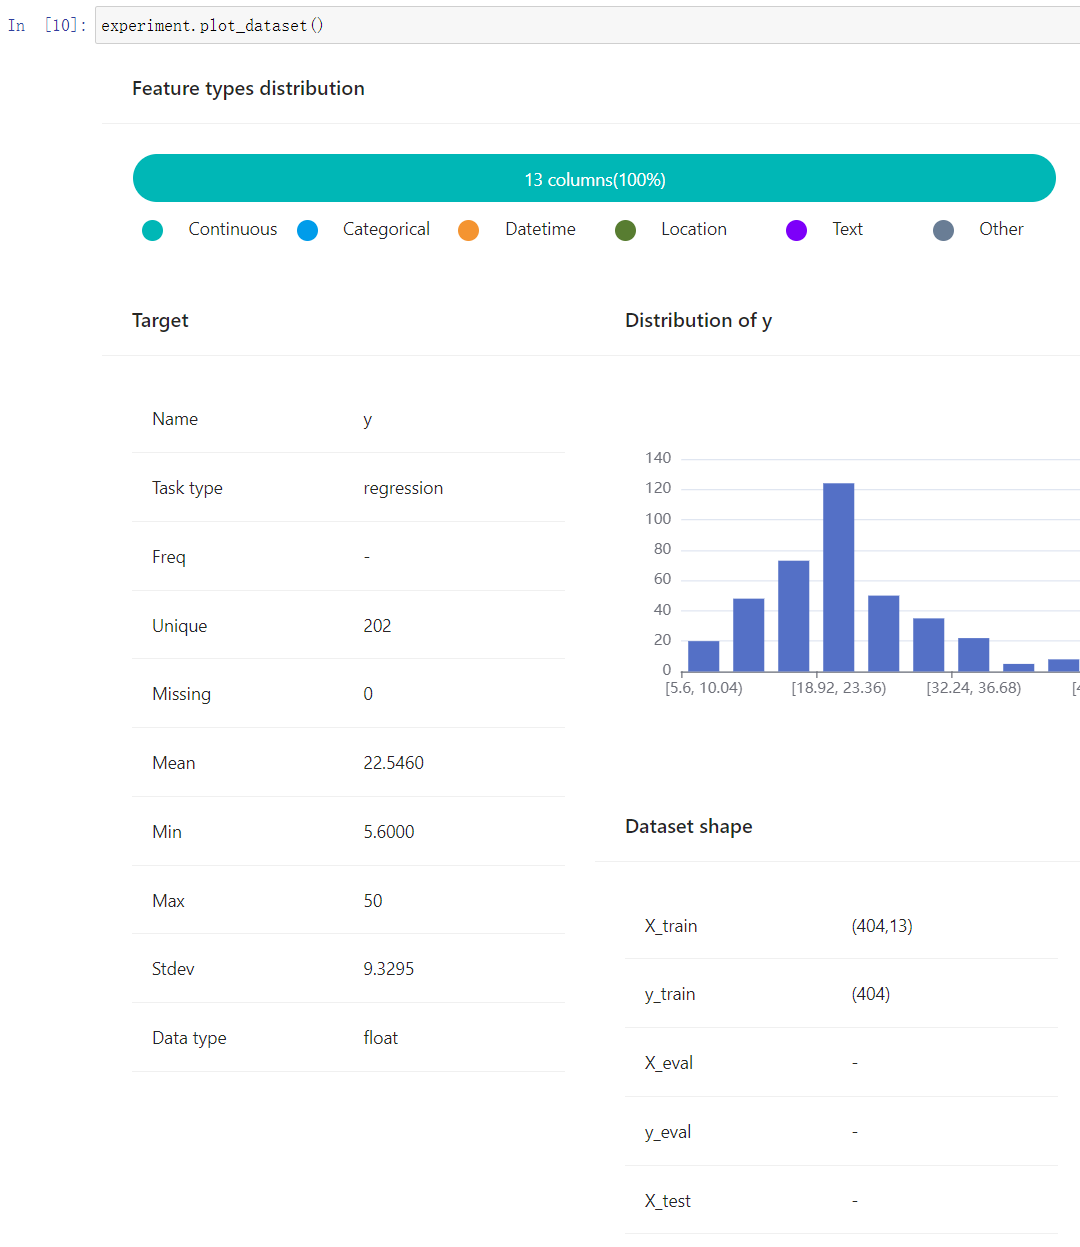 In [10]: experiment.plot_dataset()
Feature types distribution
13 columns(100%)
Continuous Categorical Datetime Location Text Other
Target
Name y
Task type regression
Freq -
Unique 202
Missing 0
Mean 22.5460
Min 5.6000
Max 50
Stdev 9.3295
Data type float
Distribution of y
140
120
100
80
60
40
20
0
[5.6, 10.04) [18.92, 23.36) [32.24, 36.68)
Dataset shape
X_train (404,13)
y_train (404)
X_eval -
y_eval -
X_test -